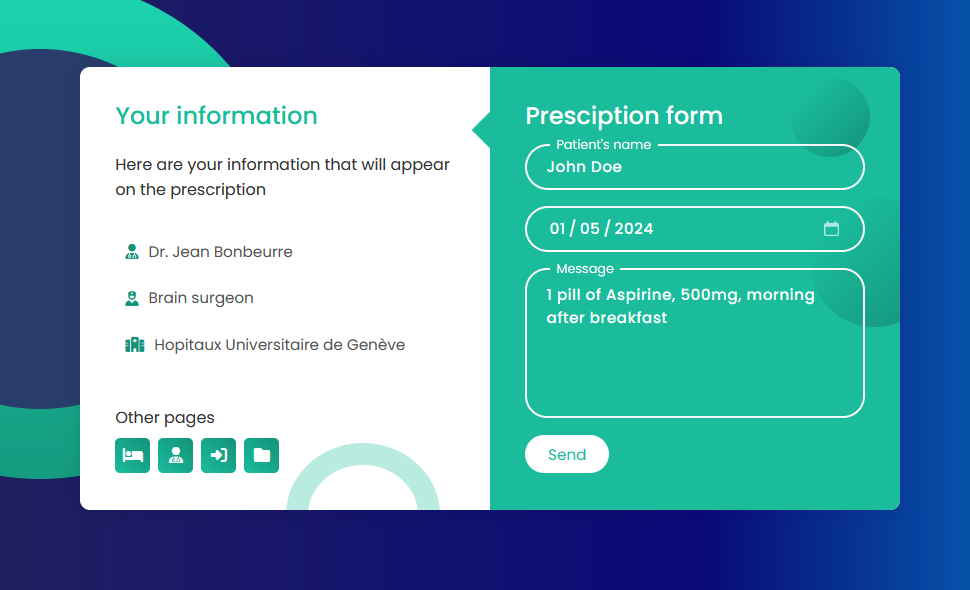 Your information
Here are your information that will appear
on the prescription
Dr. Jean Bonbeurre
Brain surgeon
Hopitaux Universitaire de Genève
Other pages
Presciption form
Patient's name
John Doe
01 / 05 / 2024
Message
1 pill of Aspirine, 500mg, morning
after breakfast
Send